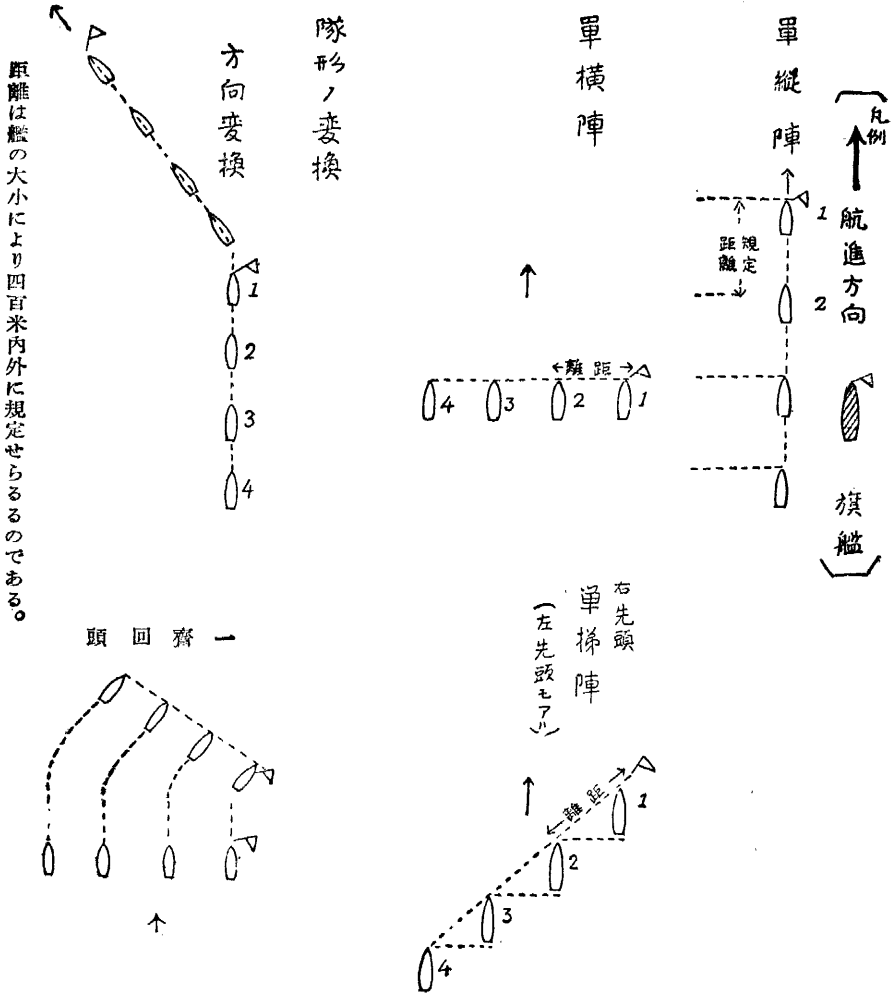 凡例
航進方向
旗艦
單縱陣
1
2
規定
距離
單横陣
距離
1
2
3
4
右先頭
単梯陣
(左先頭モアリ)
距離
1
2
3
4
隊形ノ変換
方向変換
1
2
3
4
一齊回頭
距離は艦の大小により四百米内外に規定せらるるのである。